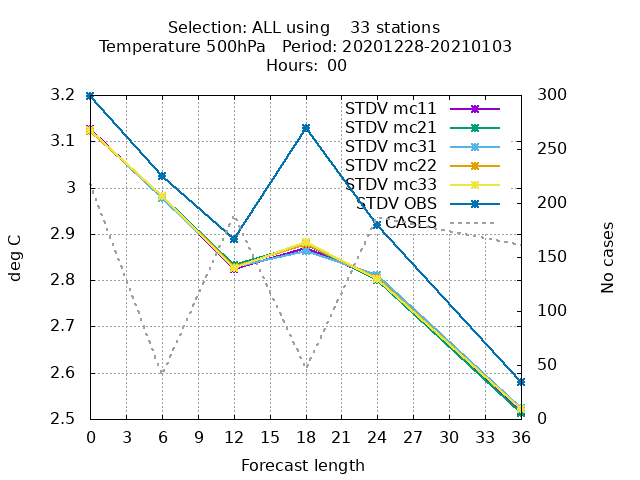 Selection: ALL using    33 stations
Temperature 500hPa   Period: 20201228-20210103
Hours:  00
3.2
3.1
3
2.9
2.8
2.7
2.6
2.5
deg C
300
250
200
150
100
50
0
No cases
STDV mc11
STDV mc21
STDV mc31
STDV mc22
STDV mc33
STDV OBS
CASES
0 3 6 9 12 15 18 21 24 27 30 33 36
Forecast length